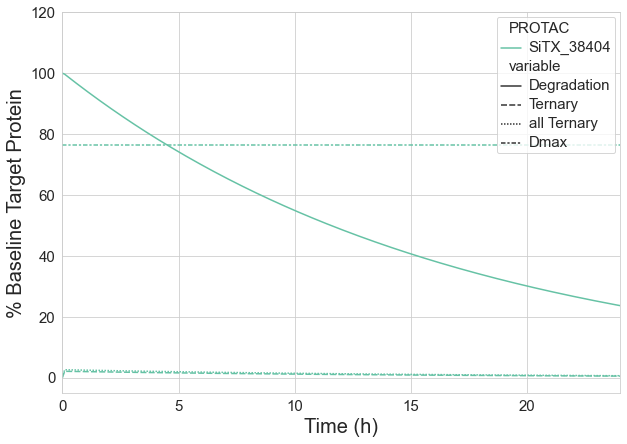 120
100
80
60
40
20
0
% Baseline Target Protein
PROTAC
SiTX_38404
variable
Degradation
Ternary
all Ternary
Dmax
0 5 10 15 20
Time (h)